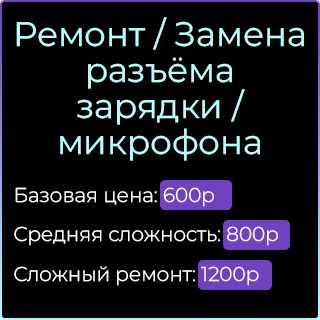 Ремонт / Замена
разъёма
зарядки /
микрофона
Базовая цена: 600р
Средняя сложность: 800р
Сложный ремонт: 1200р